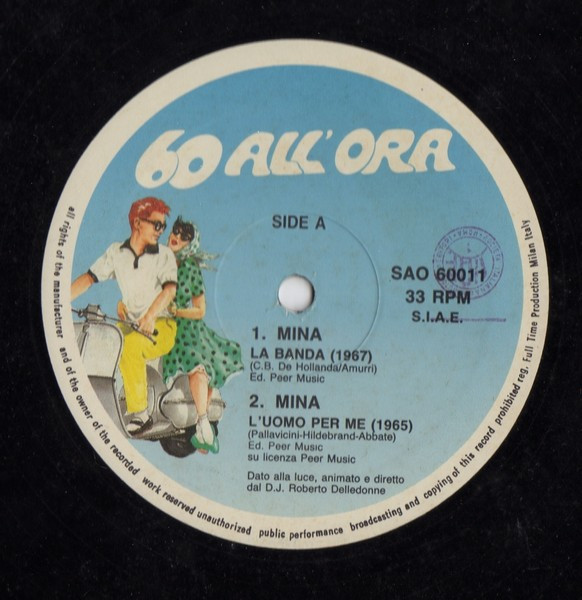 60 ALL'ORA
SIDE A
SAO 60011
33 RPM
S.I.A.E.
1. MINA
LA BANDA (1967)
(C.B. De Hollanda/Amurri)
Ed. Peer Music
2. MINA
L'UOMO PER ME (1965)
(Pallavicini-Hildebrand-Abbate)
Ed. Peer Music
su licenza Peer Music
Dato alla luce, animato e diretto
dal D.J. Roberto Delledonne
all rights of the manufacturer and of the owner of the recorded work reserved unauthorized public performance broadcasting and copying of this record prohibited reg. Full Time Production Milan Italy